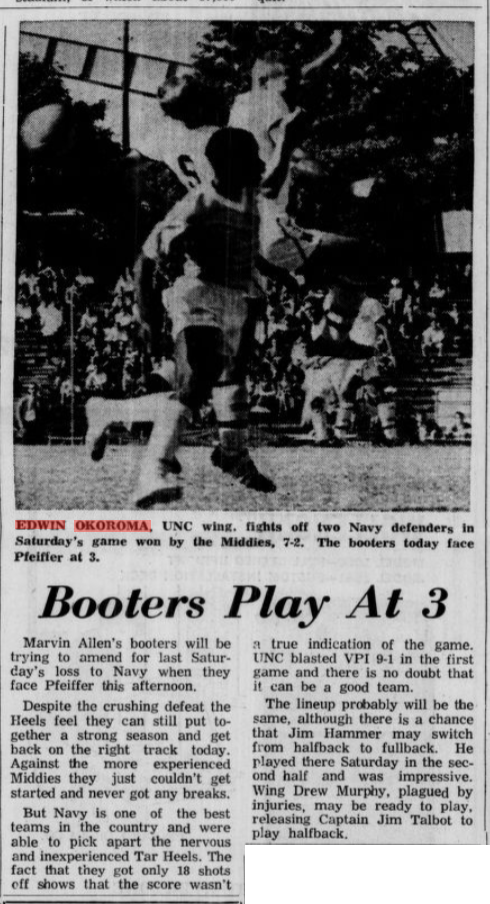 EDWIN OKOROMA, UNC wing, fights off two Navy defenders in
Saturday's game won by the Middies, 7-2. The booters today face
Pfeiffer at 3.
Booters Play At 3
Marvin Allen's booters will be
trying to amend for last Satur-
day's loss to Navy when they
face Pfeiffer this afternoon.
Despite the crushing defeat the
Heels feel they can still put to-
gether a strong season and get
back on the right track today.
Against the more experienced
Middies they just couldn't get
started and never got any breaks.
But Navy is one of the best
teams in the country and were
able to pick apart the nervous
and inexperienced Tar Heels. The
fact that they got only 18 shots
off shows that the score wasn't
a true indication of the game.
UNC blasted VPI 9-1 in the first
game and there is no doubt that
it can be a good team.
The lineup probably will be the
same, although there is a chance
that Jim Hammer may switch
from halfback to fullback. He
played there Saturday in the sec-
ond half and was impressive.
Wing Drew Murphy, plagued by
injuries, may be ready to play,
releasing Captain Jim Talbot to
play halfback.